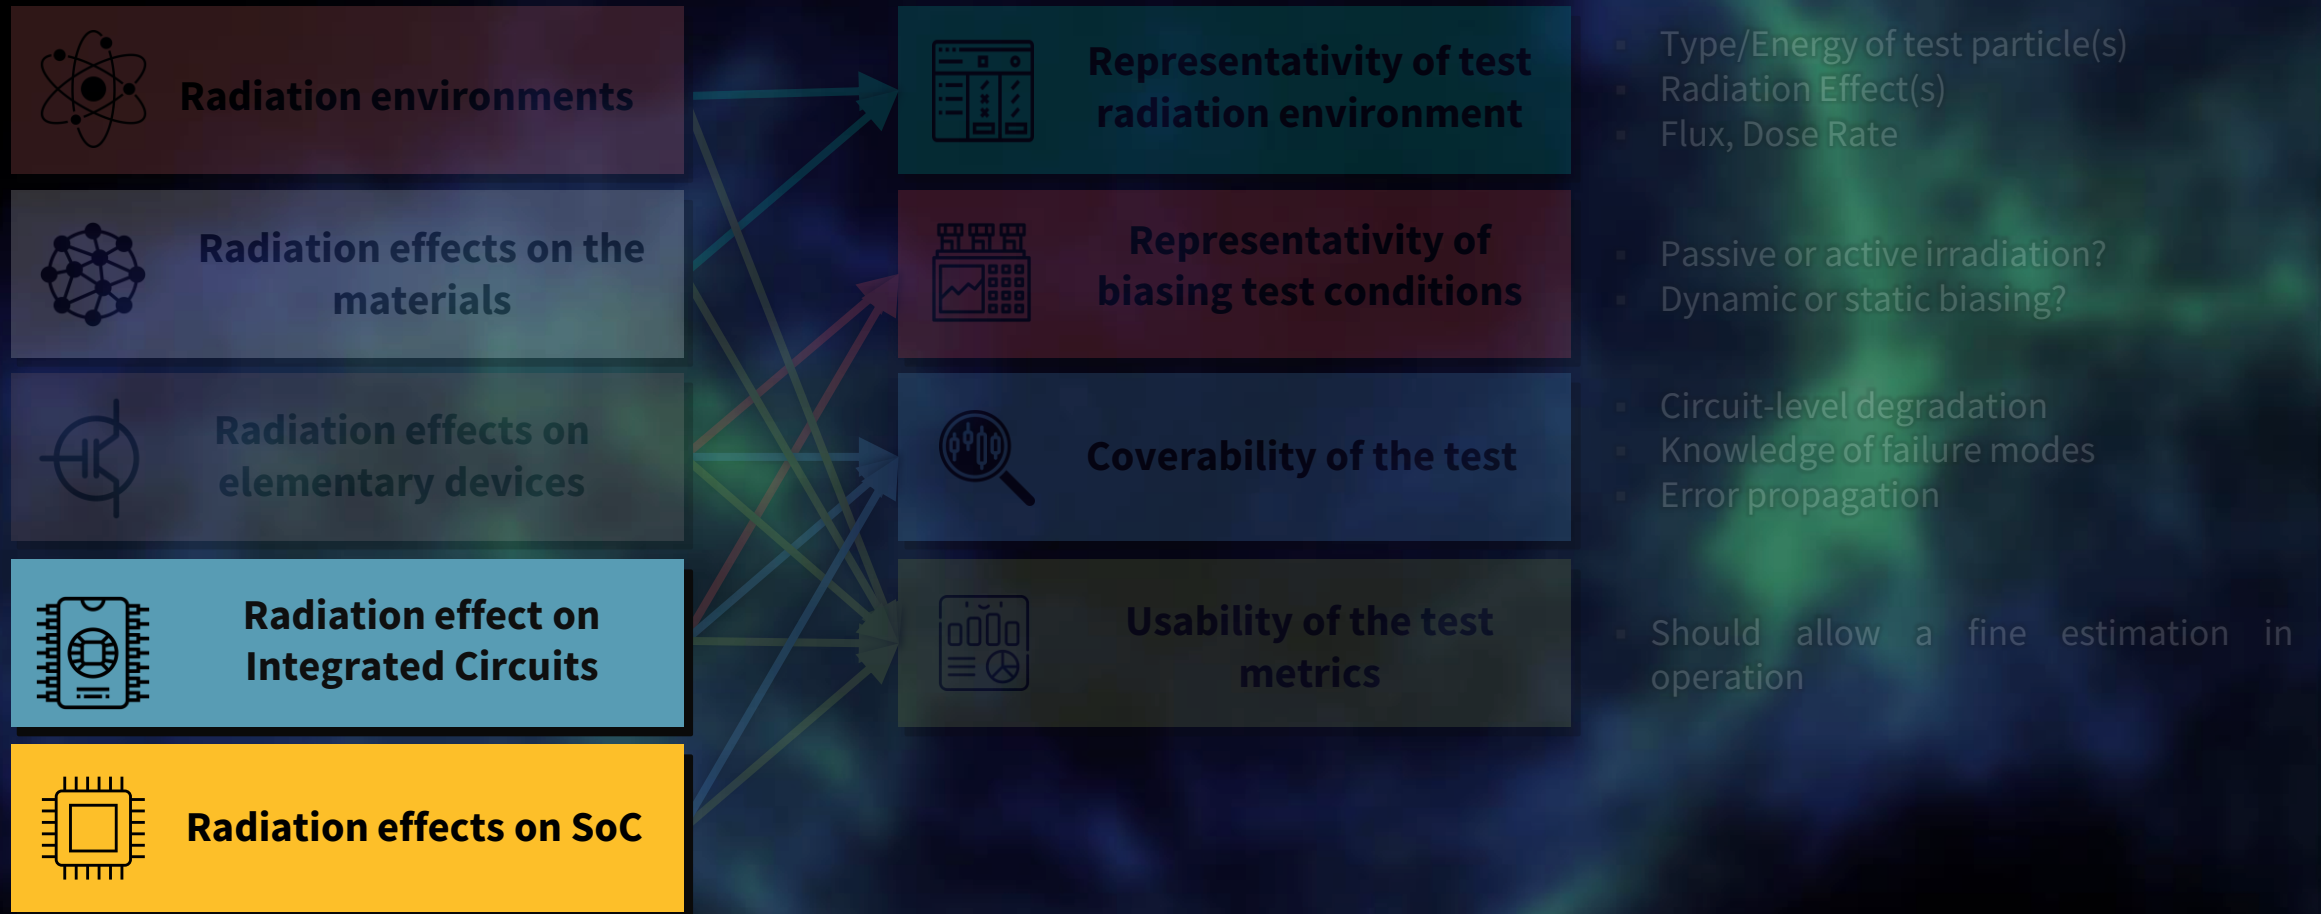 Radiation environments
Radiation effects on the
materials
Radiation effects on
elementary devices
Radiation effect on
Integrated Circuits
Radiation effects on SoC
Representativity of test
radiation environment
Representativity of
biasing test conditions
Coverability of the test
Usability of the test
metrics
Type/Energy of test particle(s)
Radiation Effect(s)
Flux, Dose Rate
Passive or active irradiation?
Dynamic or static biasing?
Circuit-level degradation
Knowledge of failure modes
Error propagation
Should allow a fine estimation in
operation